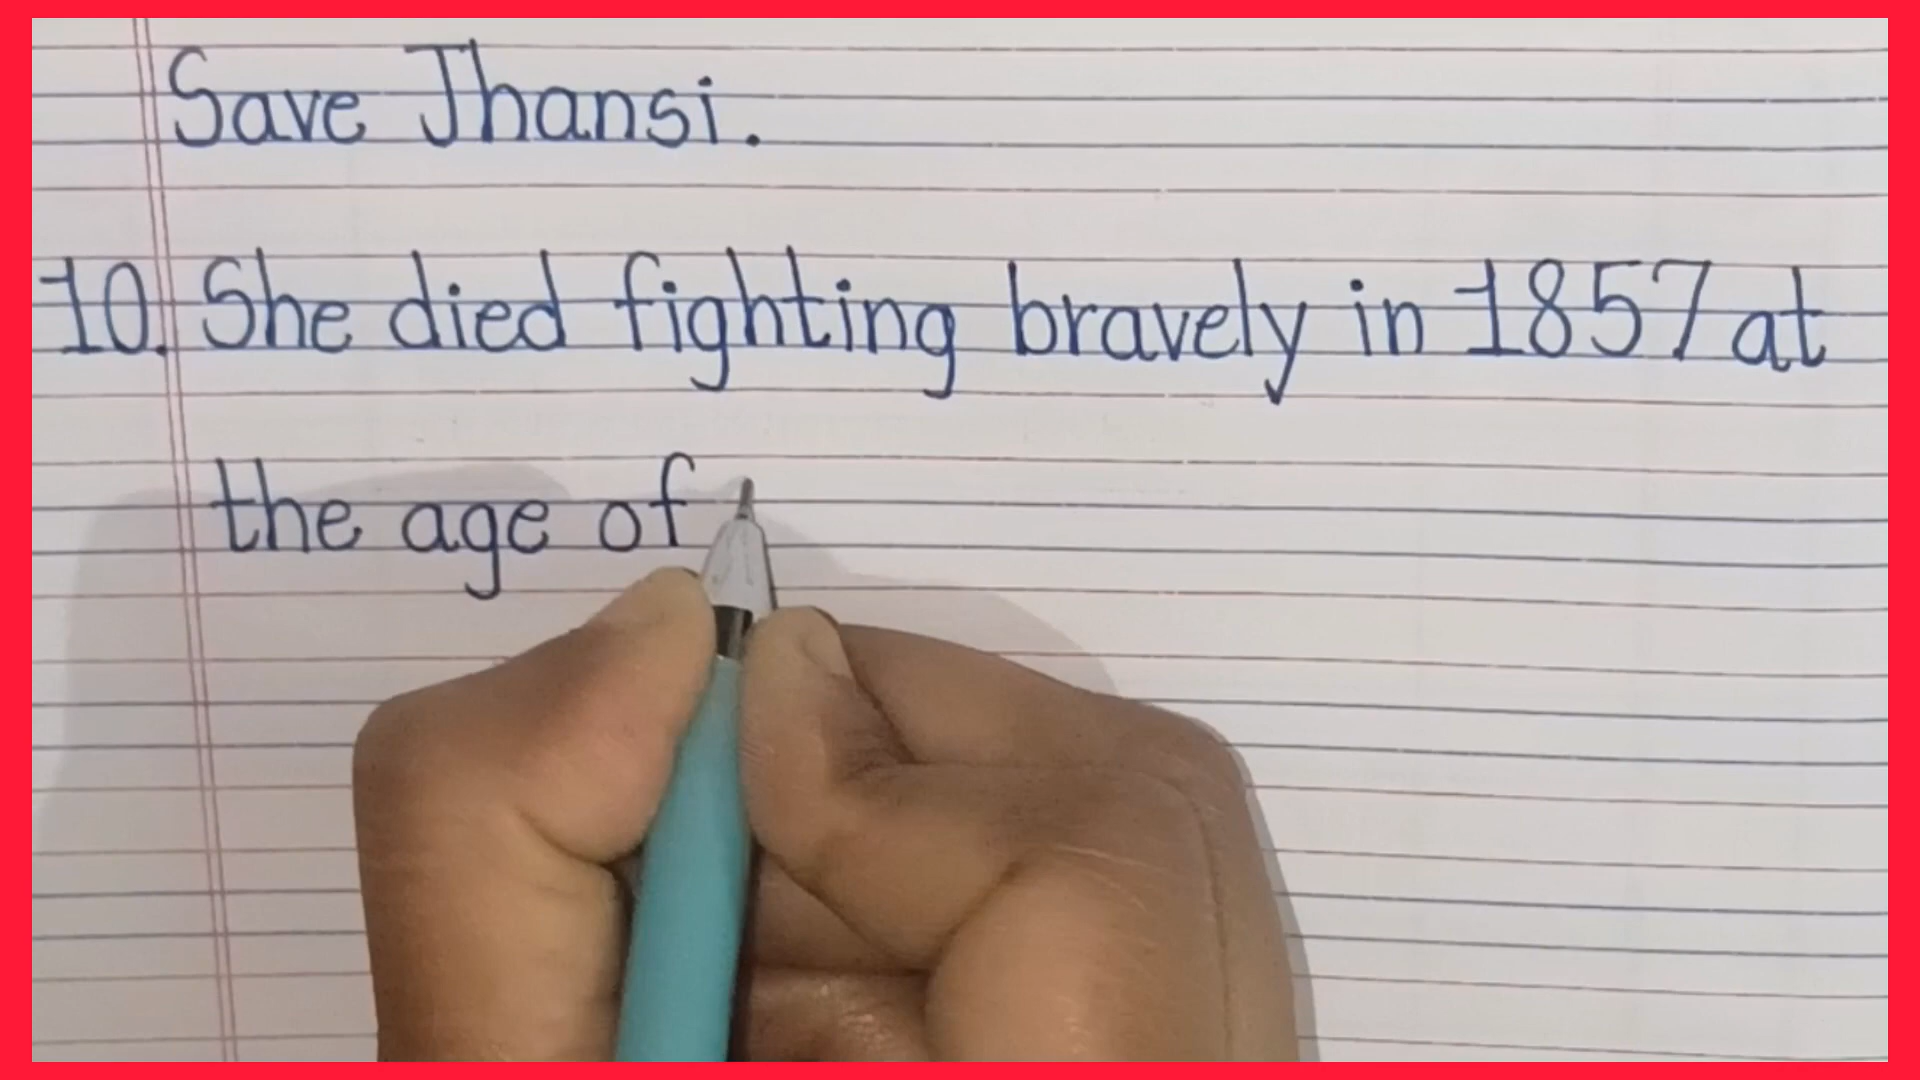 Save Jhansi.
10. She died fighting bravely in 1857 at
the age of